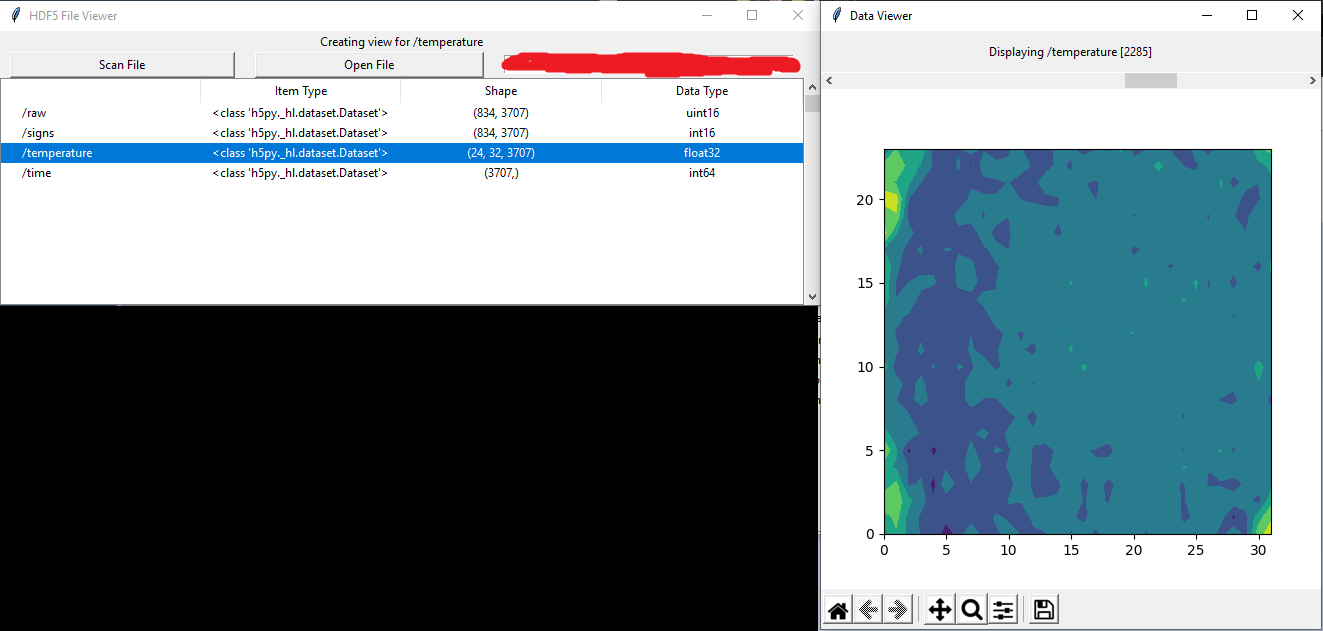 HDF5 File Viewer
Creating view for /temperature
Scan File
Open File
Item Type Shape Data Type
/raw <class 'h5py._hl.dataset.Dataset'> (834, 3707) uint16
/signs <class 'h5py._hl.dataset.Dataset'> (834, 3707) int16
/temperature <class 'h5py._hl.dataset.Dataset'> (24, 32, 3707) float32
/time <class 'h5py._hl.dataset.Dataset'> (3707,) int64
Data Viewer
Displaying /temperature [2285]
20
15
10
5
0
0 5 10 15 20 25 30